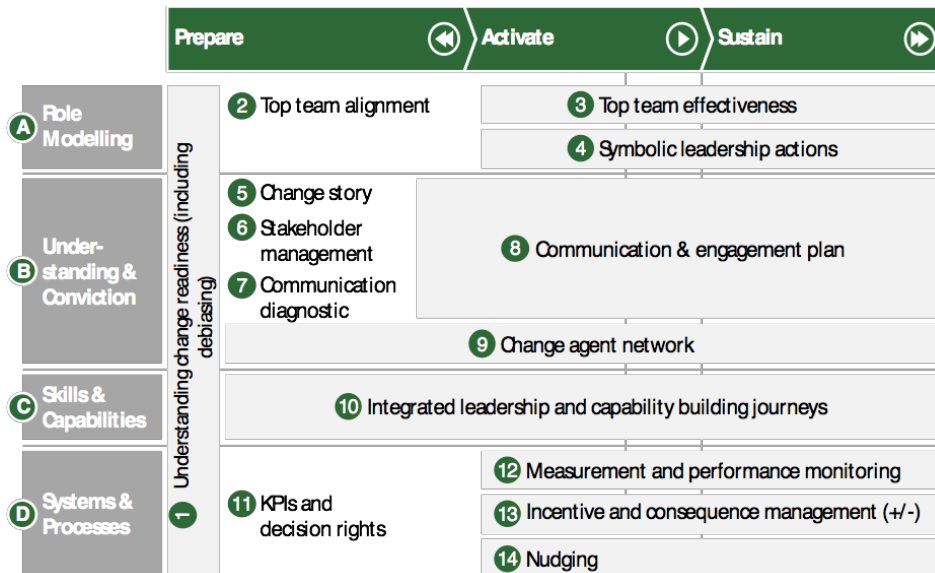 Prepare
Activate
Sustain
A
Role
Modelling
1 Understanding change readiness (including
debiasing)
2 Top team alignment
3 Top team effectiveness
4 Symbolic leadership actions
B
Under-
standing &
Conviction
5 Change story
6 Stakeholder
management
7 Communication
diagnostic
8 Communication & engagement plan
9 Change agent network
C
Skills &
Capabilities
10 Integrated leadership and capability building journeys
D
Systems &
Processes
11 KPIs and
decision rights
12 Measurement and performance monitoring
13 Incentive and consequence management (+/-)
14 Nudging